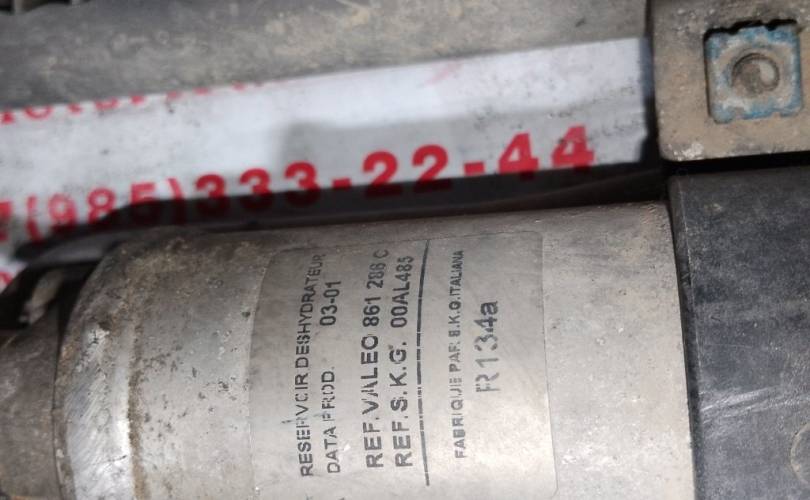 (985)333-22-44
RESERVOIR DESHYDRATEUR
DATA PROD. 03-01
REF. VALEO 861 286 C
REF. S. K. G. 00AL485
FABRIQUE PAR S.K.G. ITALIANA
R134a